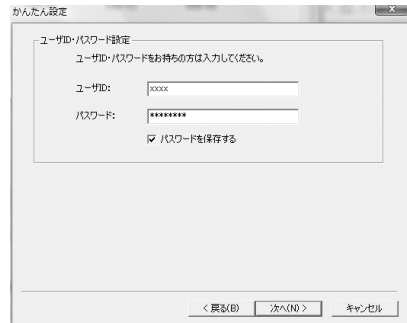 かんたん設定
ユーザID・パスワード設定
ユーザID・パスワードをお持ちの方は入力してください。
ユーザID:
xxxx
パスワード:
********
パスワードを保存する
< 戻る(B)
次へ(N) >
キャンセル